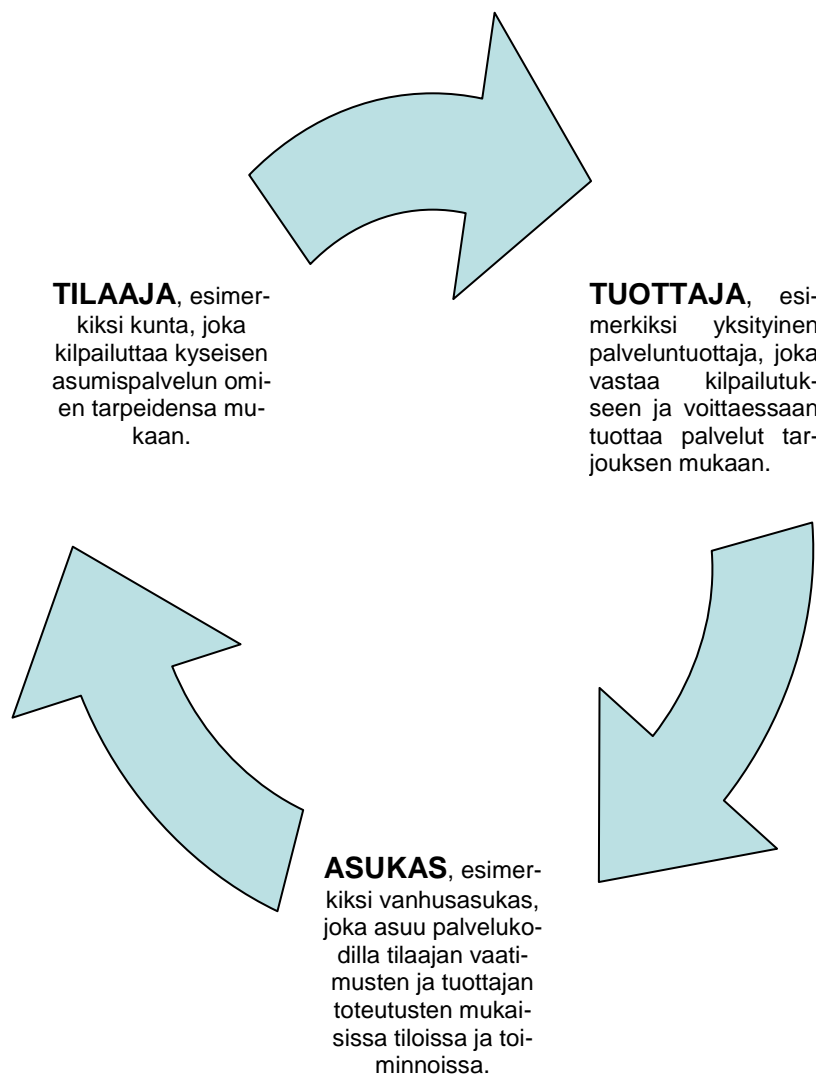 TILAAJA, esimer-
kiksi kunta, joka
kilpailuttaa kyseisen
asumispalvelun omi-
en tarpeidensa mu-
kaan.
TUOTTAJA, esi-
merkiksi yksityinen
palveluntuottaja, joka
vastaa kilpailutuk-
seen ja voittaessaan
tuottaa palvelut tar-
jouksen mukaan.
ASUKAS, esimer-
kiksi vanhusasukas,
joka asuu palveluko-
dilla tilaajan vaati-
musten ja tuottajan
toteutusten mukai-
sissa tiloissa ja toi-
minnoissa.